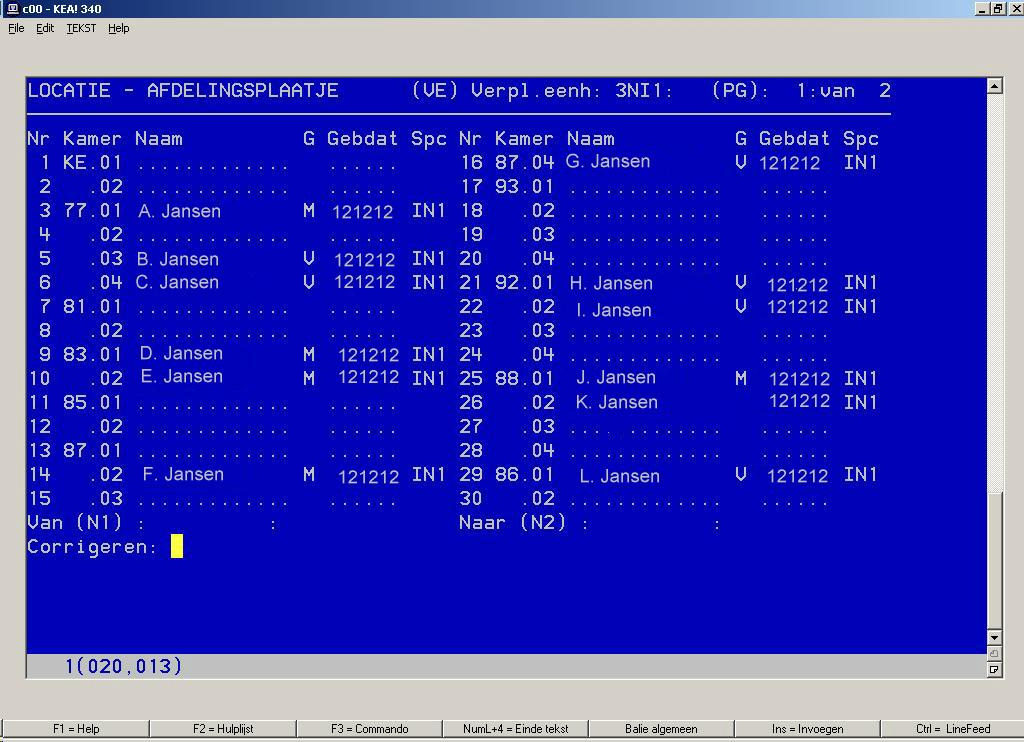 c00 - KEA! 340
File Edit TEKST Help
LOCATIE - AFDELINGSPLAATJE (VE) Verpl.eenh: 3NI1: (PG): 1:van 2
Nr Kamer Naam G Gebdat Spc Nr Kamer Naam G Gebdat Spc
1 KE.01 ............. ...... 16 87.04 G. Jansen V 121212 IN1
2 .02 ............. ...... 17 93.01 ............. ......
3 77.01 A. Jansen M 121212 IN1 18 .02 ............. ......
4 .02 ............. ...... 19 .03 ............. ......
5 .03 B. Jansen V 121212 IN1 20 .04 ............. ......
6 .04 C. Jansen V 121212 IN1 21 92.01 H. Jansen V 121212 IN1
7 81.01 ............. ...... 22 .02 I. Jansen V 121212 IN1
8 .02 ............. ...... 23 .03 ............. ......
9 83.01 D. Jansen M 121212 IN1 24 .04 ............. ......
10 .02 E. Jansen M 121212 IN1 25 88.01 J. Jansen M 121212 IN1
11 85.01 ............. ...... 26 .02 K. Jansen 121212 IN1
12 .02 ............. ...... 27 .03 .... ........ ......
13 87.01 ............. ...... 28 .04 ............. ......
14 .02 F. Jansen M 121212 IN1 29 86.01 L. Jansen V 121212 IN1
15 .03 ............. ...... 30 .02 ............. ......
Van (N1) : : Naar (N2) : :
Corrigeren:
1(020,013)
F1 = Help F2 = Hulplijst F3 = Commando NumL+4 = Einde tekst Balie algemeen Ins = Invoegen Ctrl = LineFeed